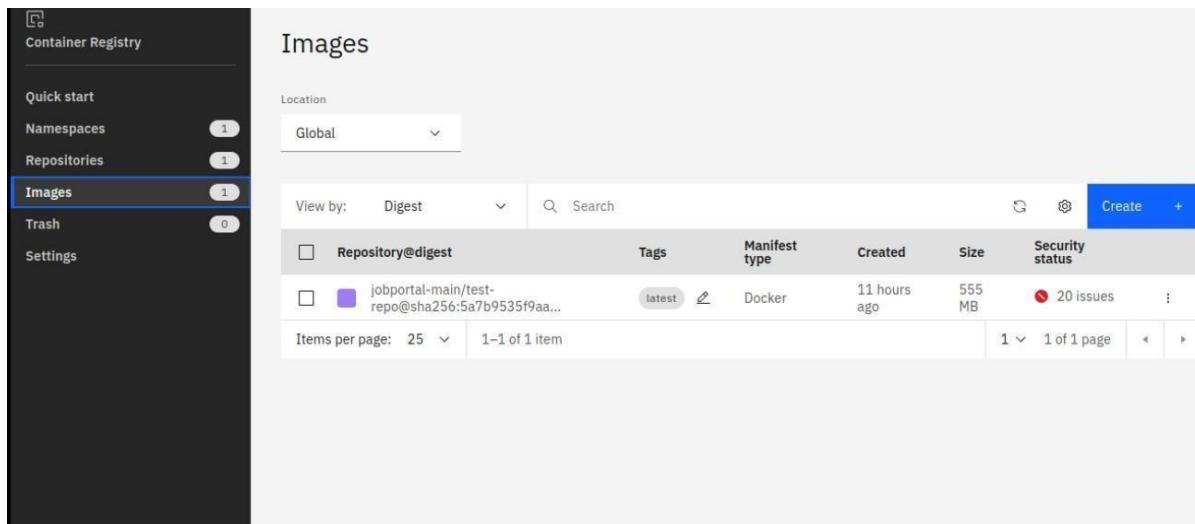 Container Registry
Quick start
Namespaces 1
Repositories 1
Images 1
Trash 0
Settings
Images
Location
Global
View by: Digest Search Create +
Repository@digest Tags Manifest type Created Size Security status
jobportal-main/test-
repo@sha256:5a7b9535f9aa... latest Docker 11 hours ago 555 MB 20 issues
Items per page: 25 1–1 of 1 item 1 1 of 1 page